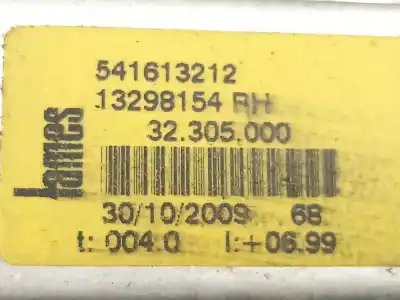 541613212
13298154 RH
32.305.000
lames
30/10/2009 68
t: 004.0 l:+06.99